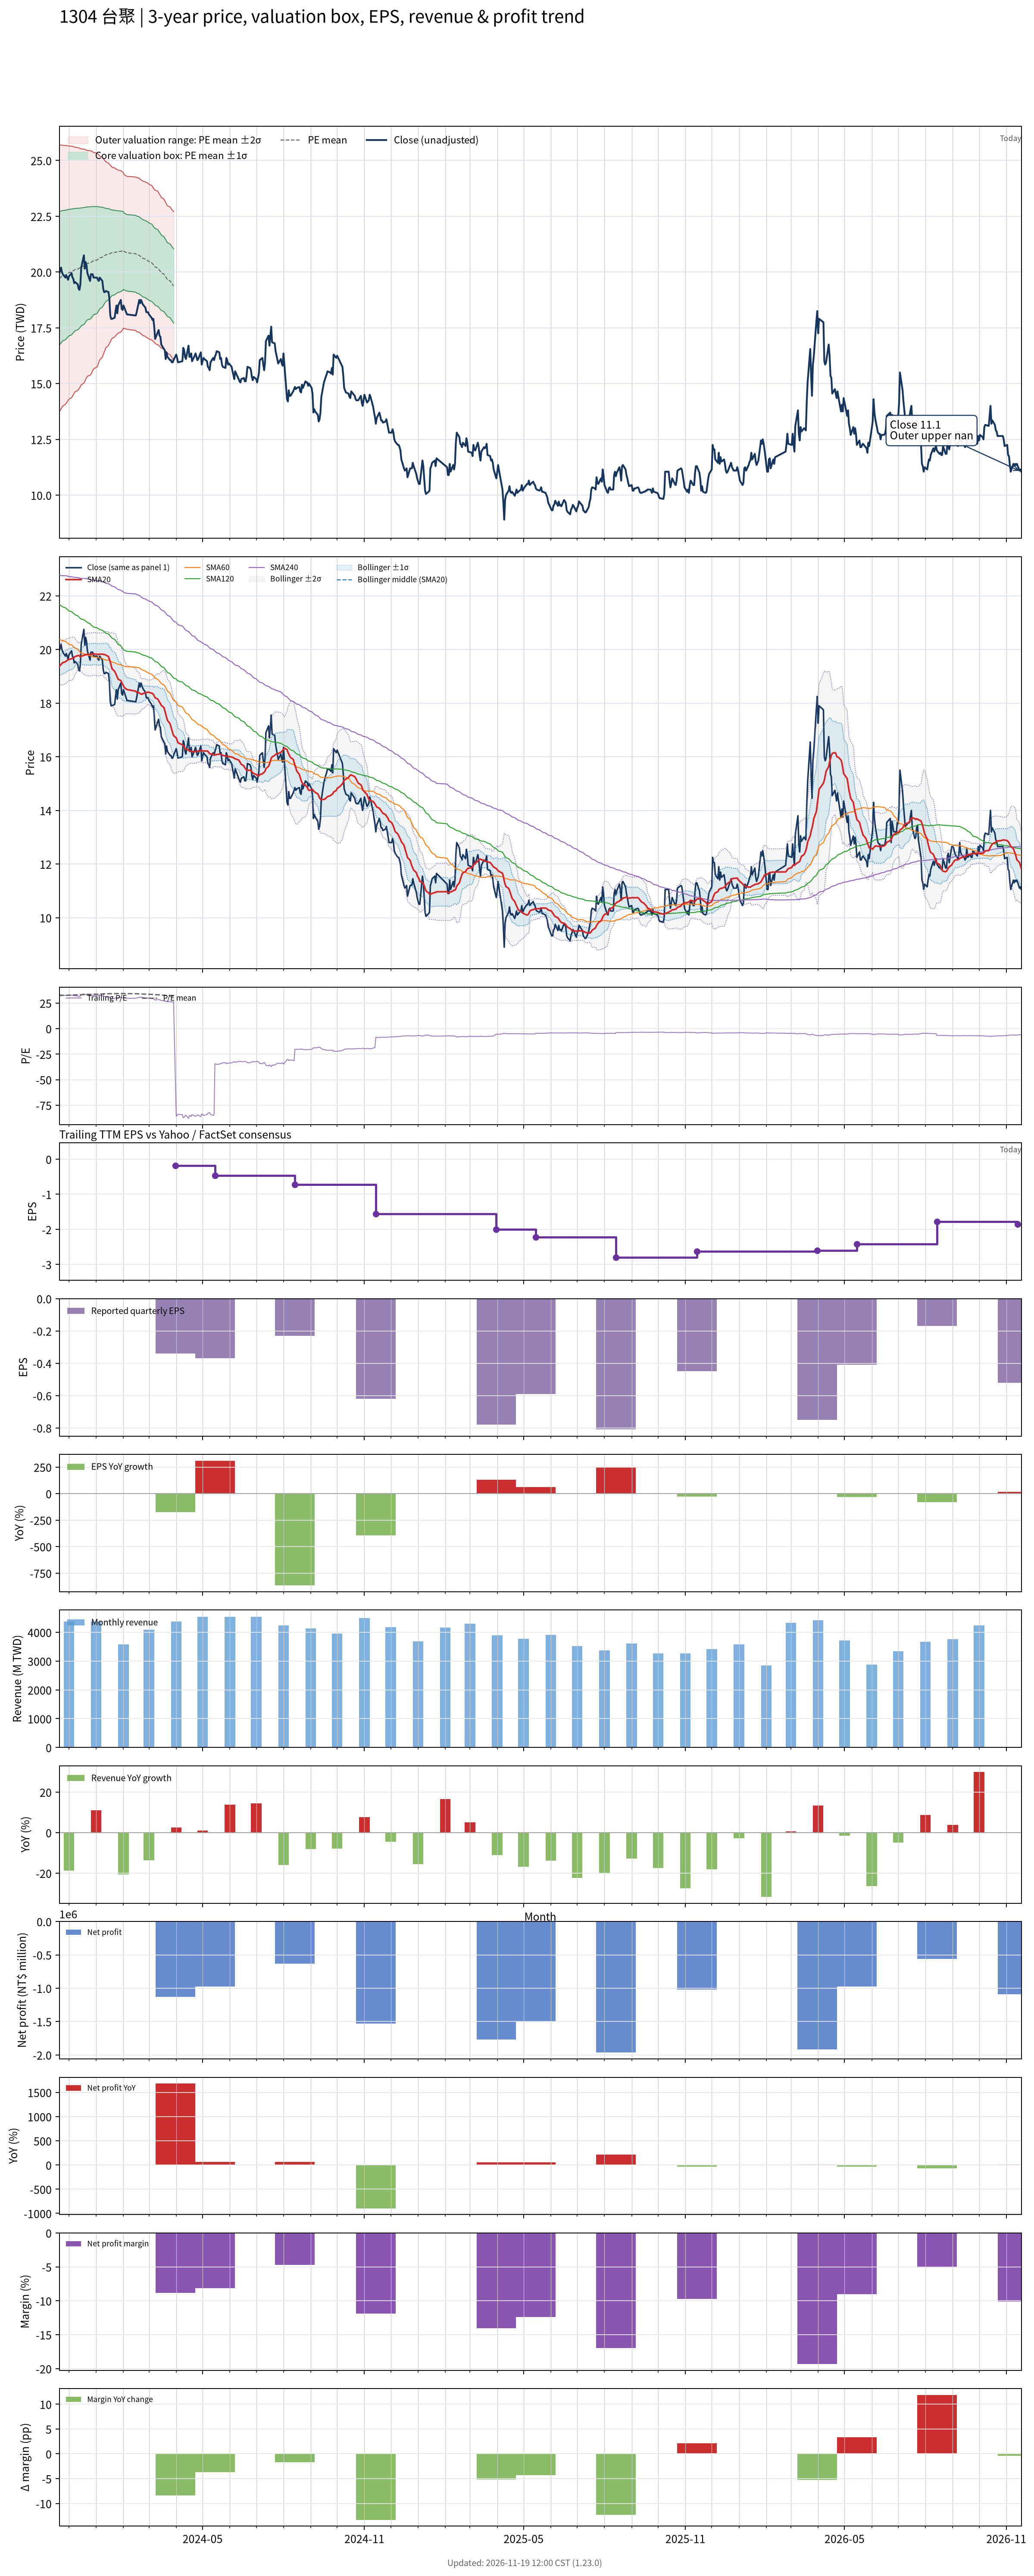 1304 台聚 | 3-year price, valuation box, EPS, revenue & profit trend
Outer valuation range: PE mean ±2σ
PE mean
Close (unadjusted)
Core valuation box: PE mean ±1σ
Today
25.0
22.5
20.0
17.5
15.0
12.5
10.0
Price (TWD)
Close 11.1
Outer upper nan
Close (same as panel 1)
SMA60
SMA240
Bollinger ±1σ
SMA20
SMA120
Bollinger ±2σ
Bollinger middle (SMA20)
22
20
18
16
14
12
10
Price
Trailing P/E
P/E mean
25
0
-25
-50
-75
P/E
Trailing TTM EPS vs Yahoo / FactSet consensus
Today
0
-1
-2
-3
EPS
Reported quarterly EPS
0.0
-0.2
-0.4
-0.6
-0.8
EPS
EPS YoY growth
250
0
-250
-500
-750
YoY (%)
Monthly revenue
4000
3000
2000
1000
0
Revenue (M TWD)
Revenue YoY growth
20
0
-20
YoY (%)
Month
1e6
Net profit
0.0
-0.5
-1.0
-1.5
-2.0
Net profit (NT$ million)
Net profit YoY
1500
1000
500
0
-500
-1000
YoY (%)
Net profit margin
0
-5
-10
-15
-20
Margin (%)
Margin YoY change
10
5
0
-5
-10
Δ margin (pp)
2024-05
2024-11
2025-05
2025-11
2026-05
2026-11
Updated: 2026-11-19 12:00 CST (1.23.0)